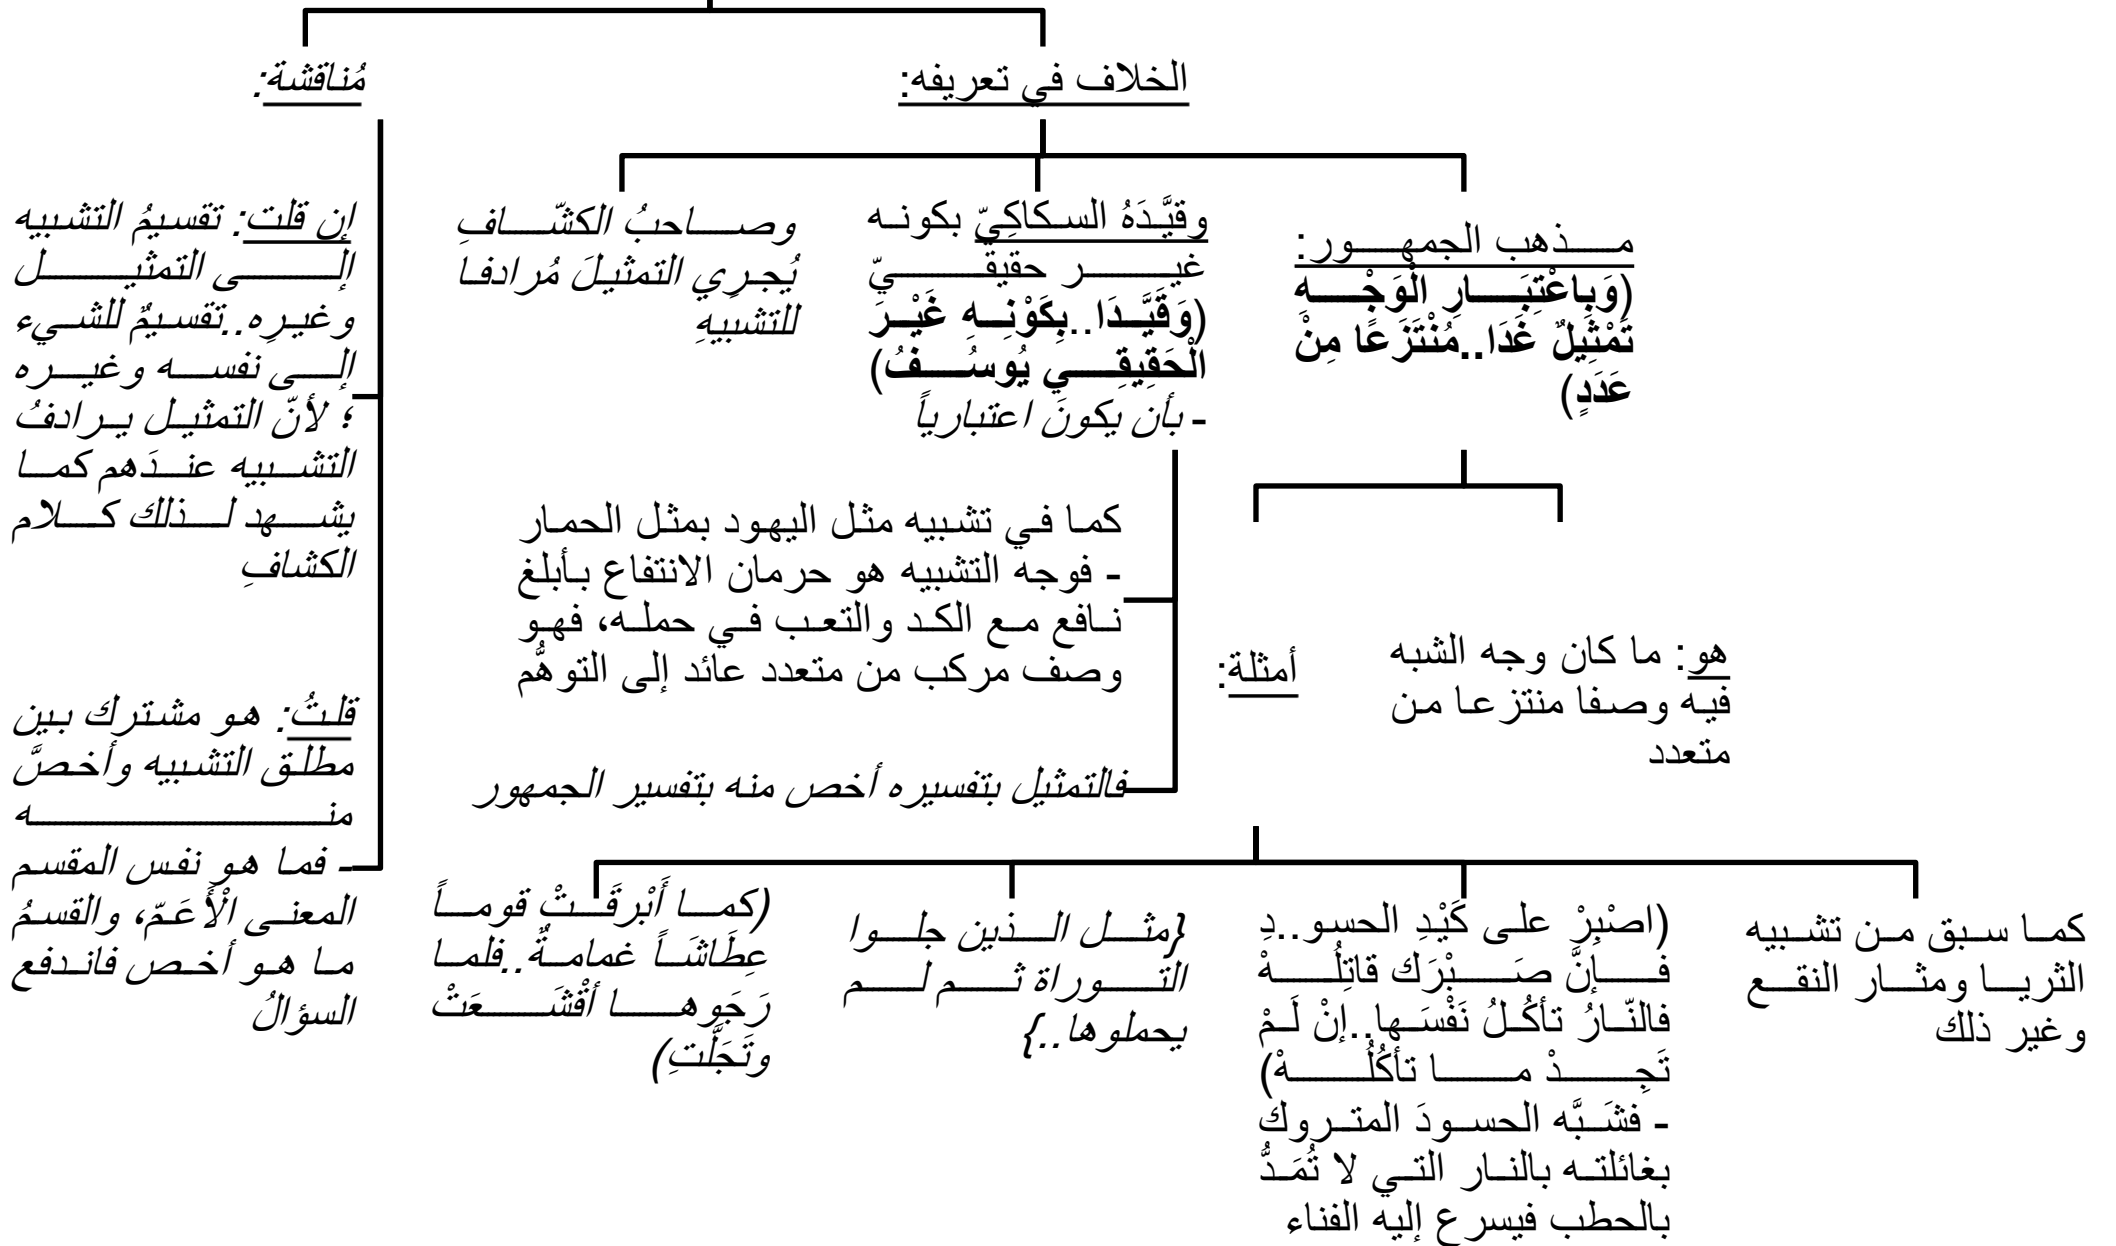 الخلاف في تعريفه:
مذهب الجمهور:
(وَبِاعْتِبَارِ الْوَجْهِ
تَمْثِيلٌ غَدَا..مُنْتَزَعًا مِنْ
عَدَدٍ)
هو: ما كان وجه الشبه
فيه وصفا منتزعا من
متعدد
أمثلة:
كما سبق من تشبيه
الثريا ومثار النقع
وغير ذلك
(اصْبِرْ على كَيْدِ الحسو..دِ
فإنَّ صَبْرَك قاتِلُهْ
فالنّارُ تأكُلُ نَفْسَها..إنْ لَمْ
تَجِدْ ما تأكُلُهْ)
- فشَبَّه الحسودَ المتروك
بغائلته بالنار التي لا تُمَدُّ
بالحطب فيسرع إليه الفناء
{مثل الذين حلوا
التوراة ثم لم
يحملوها..}
(كما أَبْرقَتْ قوماً
عِطَاشَاً غمامةٌ..فلما
رَجَوها أقْشَعَتْ
وتَجَلَّتِ)
وقيَّدَهُ السكاكِيّ بكونه
غير حقيقيّ
(وَقَيَّدَا..بِكَوْنِهِ غَيْرَ
الْحَقِيقِي يُوسُفُ)
- بأن يكونَ اعتبارياً
كما في تشبيه مثل اليهود بمثل الحمار
- فوجه التشبيه هو حرمان الانتفاع بأبلغ
نافع مع الكد والتعب في حمله، فهو
وصف مركب من متعدد عائد إلى التوهُّم
فالتمثيل بتفسيره أخص منه بتفسير الجمهور
وصاحبُ الكشّافِ
يُجرِي التمثيلَ مُرادفا
للتشبيهِ
مُناقشة:
إن قلت: تقسيمُ التشبيه
إلى التمثيل
وغيرِه..تقسيمٌ للشيء
إلى نفسه وغيره
؛ لأنّ التمثيل يرادفُ
التشبيه عندَهم كما
يشهد لذلك كلام
الكشافِ
قلتُ: هو مشترك بين
مطلق التشبيه وأخصَّ
منه
- فما هو نفس المقسم
المعنى الْأَعَمّ، والقسمُ
ما هو أخص فاندفع
السؤالُ